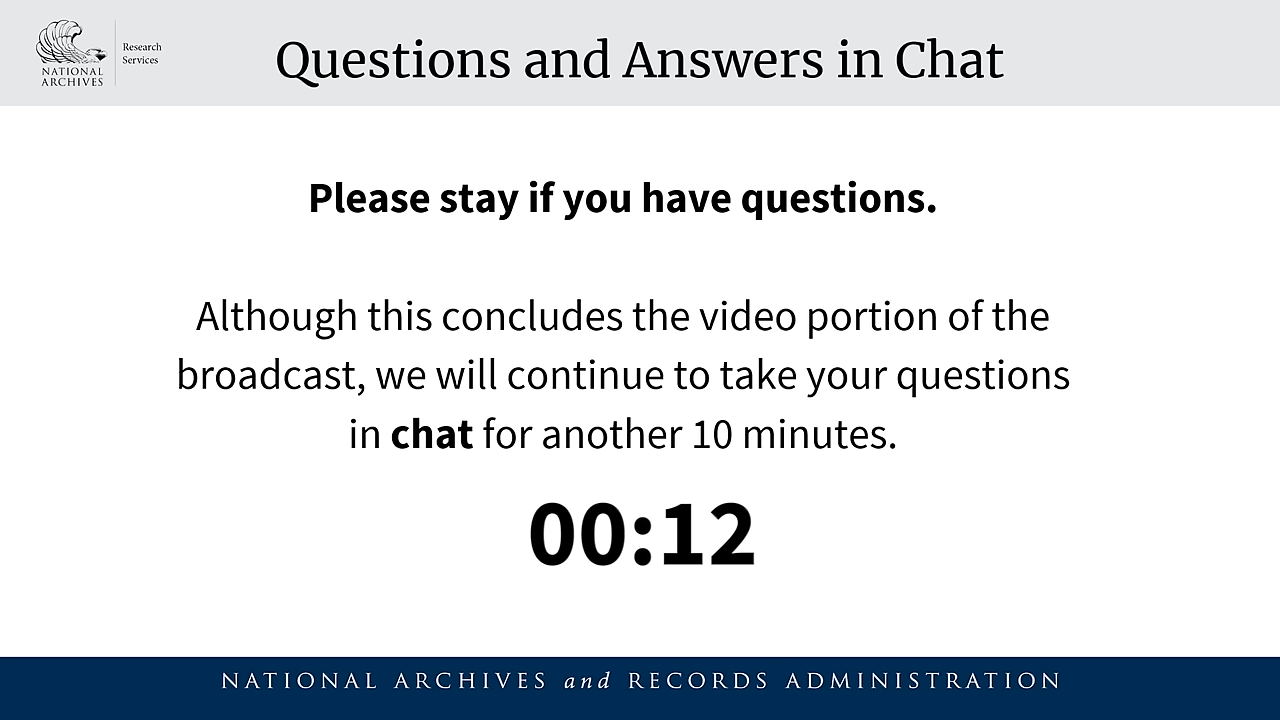 NATIONAL
ARCHIVES
Research
Services
Questions and Answers in Chat
Please stay if you have questions.
Although this concludes the video portion of the
broadcast, we will continue to take your questions
in chat for another 10 minutes.
00:12
NATIONAL ARCHIVES and RECORDS ADMINISTRATION